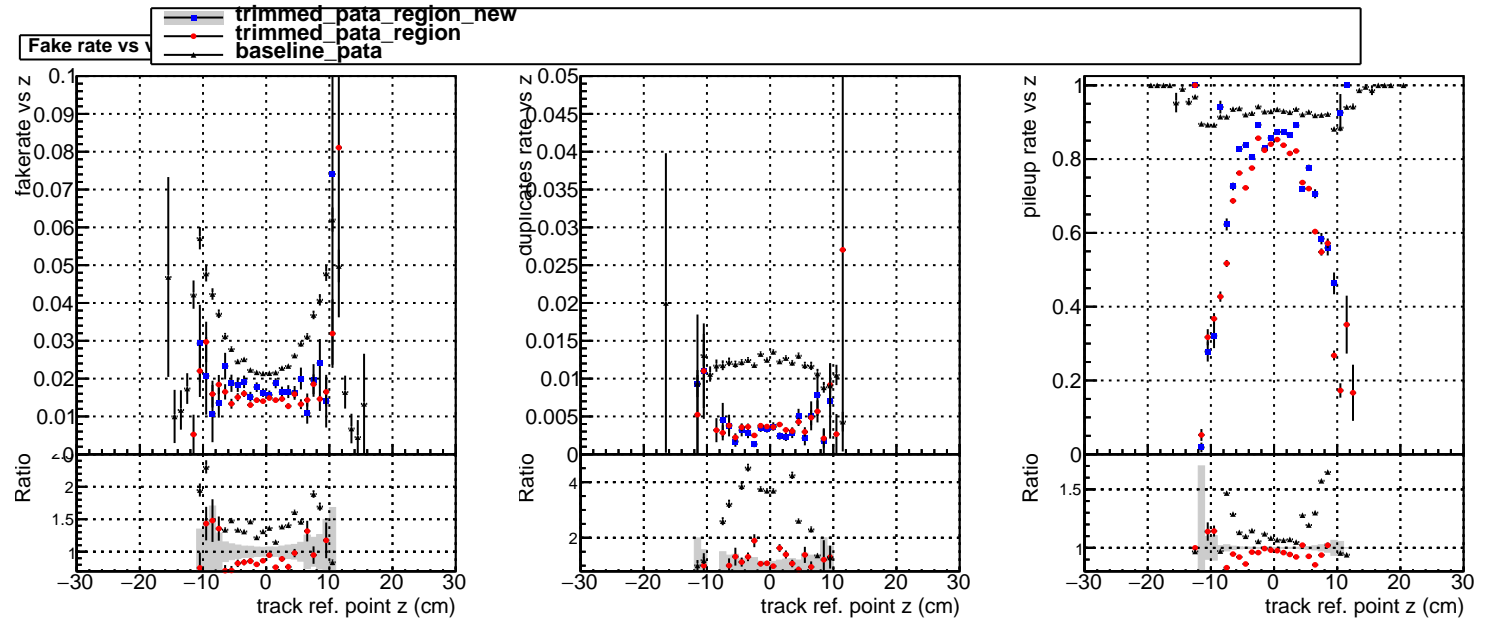 trimmed_pata_region_new
trimmed_pata_region
baseline_pata
Fake rate vs v
fakerate vs z
0.1
0.09
0.08
0.07
0.06
0.05
0.04
0.03
0.02
0.01
0
Ratio
2
1.5
1
−30 −20 −10 0 10 20 30
track ref. point z (cm)
duplicates rate vs z
0.05
0.045
0.04
0.035
0.03
0.025
0.02
0.015
0.01
0.005
0
Ratio
4
2
−30 −20 −10 0 10 20 30
track ref. point z (cm)
pileup rate vs z
1
0.8
0.6
0.4
0.2
0
Ratio
1.5
1
−30 −20 −10 0 10 20 30
track ref. point z (cm)